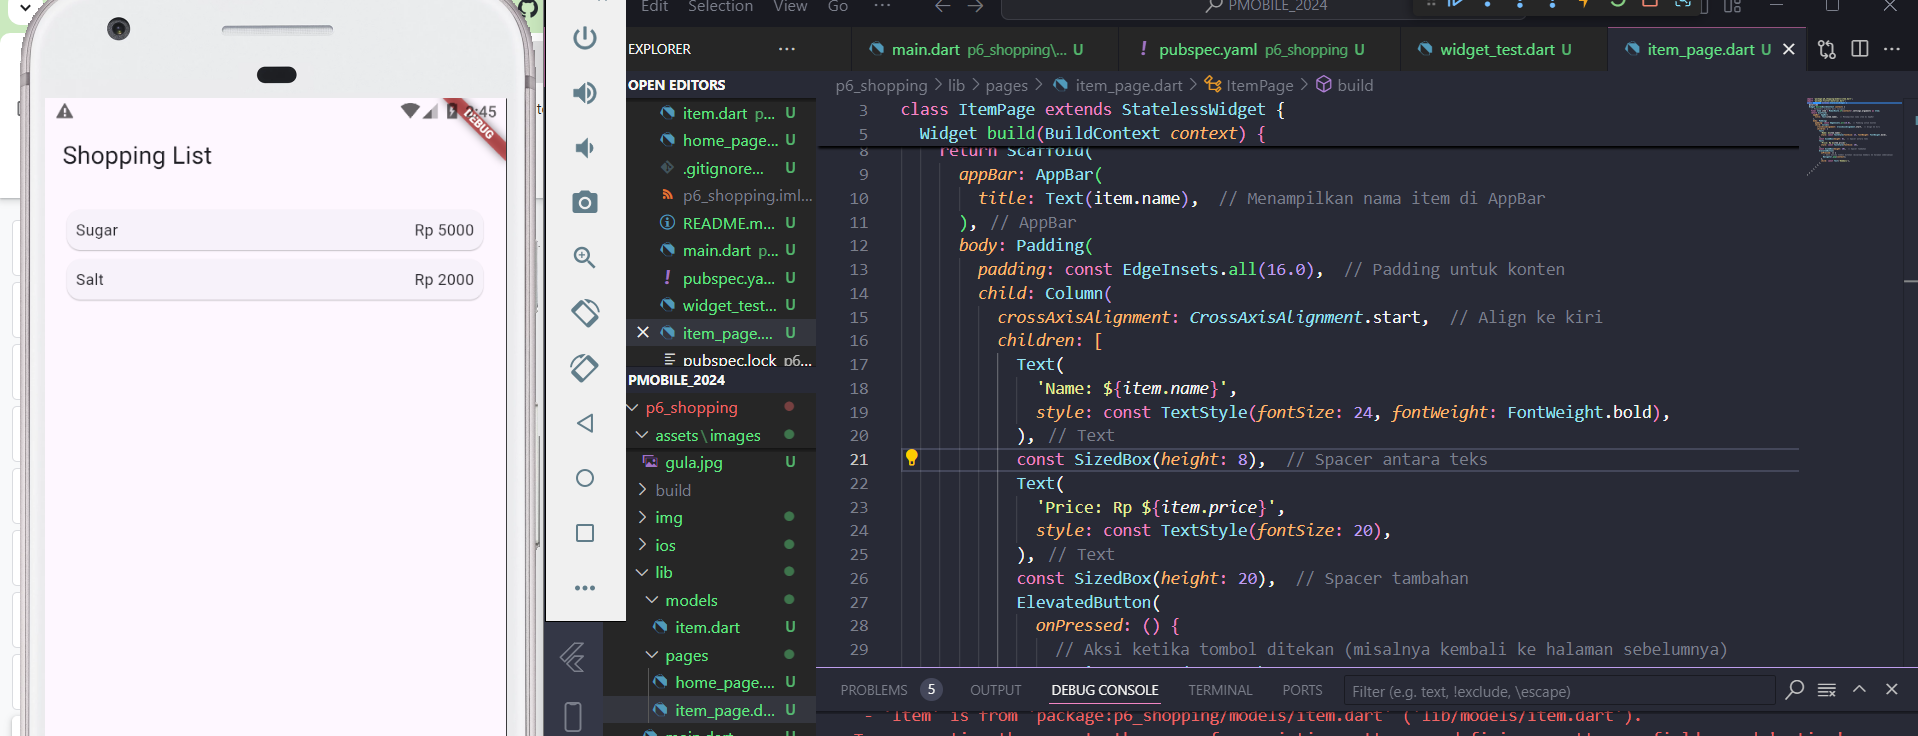 :45
DEBUG
Shopping List
Sugar Rp 5000
Salt Rp 2000
Edit Selection View Go ···
PMOBILE_2024
EXPLORER ···
OPEN EDITORS
item.dart p... U
home_page... U
.gitignore... U
p6_shopping.iml...
README.m... U
main.dart p... U
! pubspec.ya... U
widget_test... U
item_page.... U
pubspec.lock p6...
PMOBILE_2024
p6_shopping
assets\images
gula.jpg U
build
img
ios
lib
models
item.dart U
pages
home_page.... U
item_page.d... U
main.dart
main.dart p6_shopping\... U
! pubspec.yaml p6_shopping U
widget_test.dart U
item_page.dart U
p6_shopping > lib > pages > item_page.dart > ItemPage > build
3 class ItemPage extends StatelessWidget {
5 Widget build(BuildContext context) {
8 return Scaffold(
9 appBar: AppBar(
10 title: Text(item.name), // Menampilkan nama item di AppBar
11 ), // AppBar
12 body: Padding(
13 padding: const EdgeInsets.all(16.0), // Padding untuk konten
14 child: Column(
15 crossAxisAlignment: CrossAxisAlignment.start, // Align ke kiri
16 children: [
17 Text(
18 'Name: ${item.name}',
19 style: const TextStyle(fontSize: 24, fontWeight: FontWeight.bold),
20 ), // Text
21 const SizedBox(height: 8), // Spacer antara teks
22 Text(
23 'Price: Rp ${item.price}',
24 style: const TextStyle(fontSize: 20),
25 ), // Text
26 const SizedBox(height: 20), // Spacer tambahan
27 ElevatedButton(
28 onPressed: () {
29 // Aksi ketika tombol ditekan (misalnya kembali ke halaman sebelumnya)
PROBLEMS 5 OUTPUT DEBUG CONSOLE TERMINAL PORTS Filter (e.g. text, !exclude, \escape)
- 'Item' is from 'package:p6_shopping/models/item.dart' ('lib/models/item.dart').